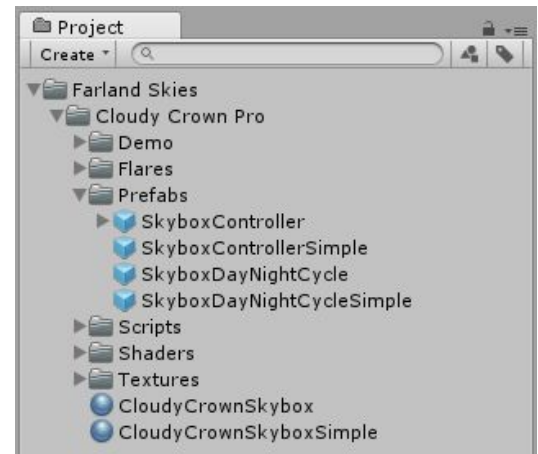 Project
Create
Farland Skies
Cloudy Crown Pro
Demo
Flares
Prefabs
SkyboxController
SkyboxControllerSimple
SkyboxDayNightCycle
SkyboxDayNightCycleSimple
Scripts
Shaders
Textures
CloudyCrownSkybox
CloudyCrownSkyboxSimple